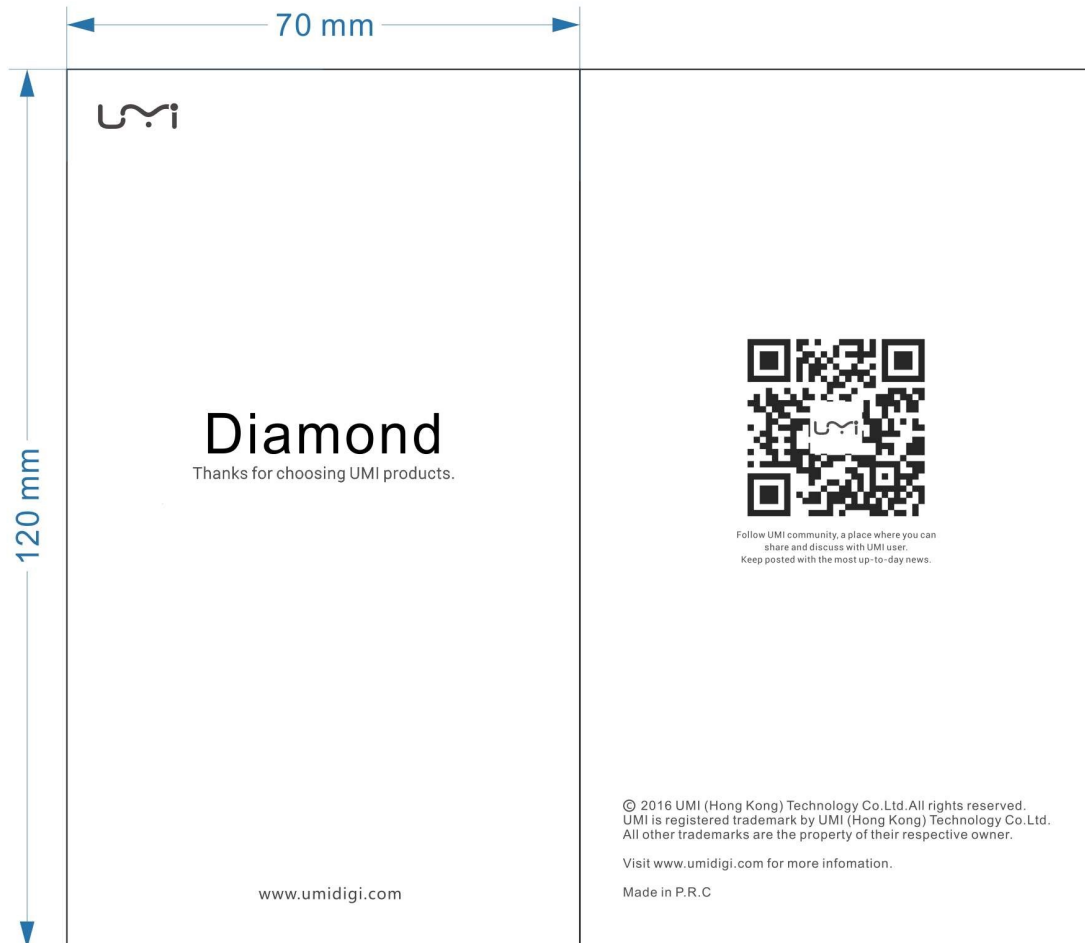 70 mm
120 mm
UMi
Diamond
Thanks for choosing UMI products.
www.umidigi.com
UMi
Follow UMI community, a place where you can
share and discuss with UMI user.
Keep posted with the most up-to-day news.
© 2016 UMI (Hong Kong) Technology Co.Ltd.All rights reserved.
UMI is registered trademark by UMI (Hong Kong) Technology Co.Ltd.
All other trademarks are the property of their respective owner.
Visit www.umidigi.com for more infomation.
Made in P.R.C